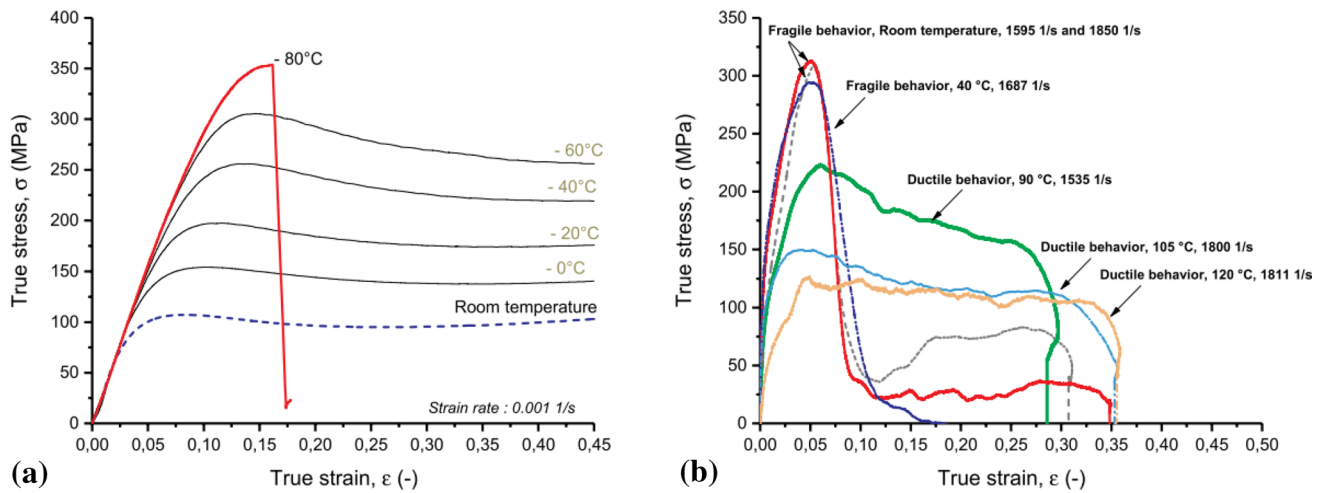 400
350
300
250
200
150
100
50
0
True stress, σ (MPa)
- 80°C
- 60°C
- 40°C
- 20°C
- 0°C
Room temperature
Strain rate : 0.001 1/s
0,00 0,05 0,10 0,15 0,20 0,25 0,30 0,35 0,40 0,45
True strain, ε (-)
(a)
350
300
250
200
150
100
50
0
True stress, σ (MPa)
Fragile behavior, Room temperature, 1595 1/s and 1850 1/s
Fragile behavior, 40 °C, 1687 1/s
Ductile behavior, 90 °C, 1535 1/s
Ductile behavior, 105 °C, 1800 1/s
Ductile behavior, 120 °C, 1811 1/s
0,00 0,05 0,10 0,15 0,20 0,25 0,30 0,35 0,40 0,45 0,50
True strain, ε (-)
(b)